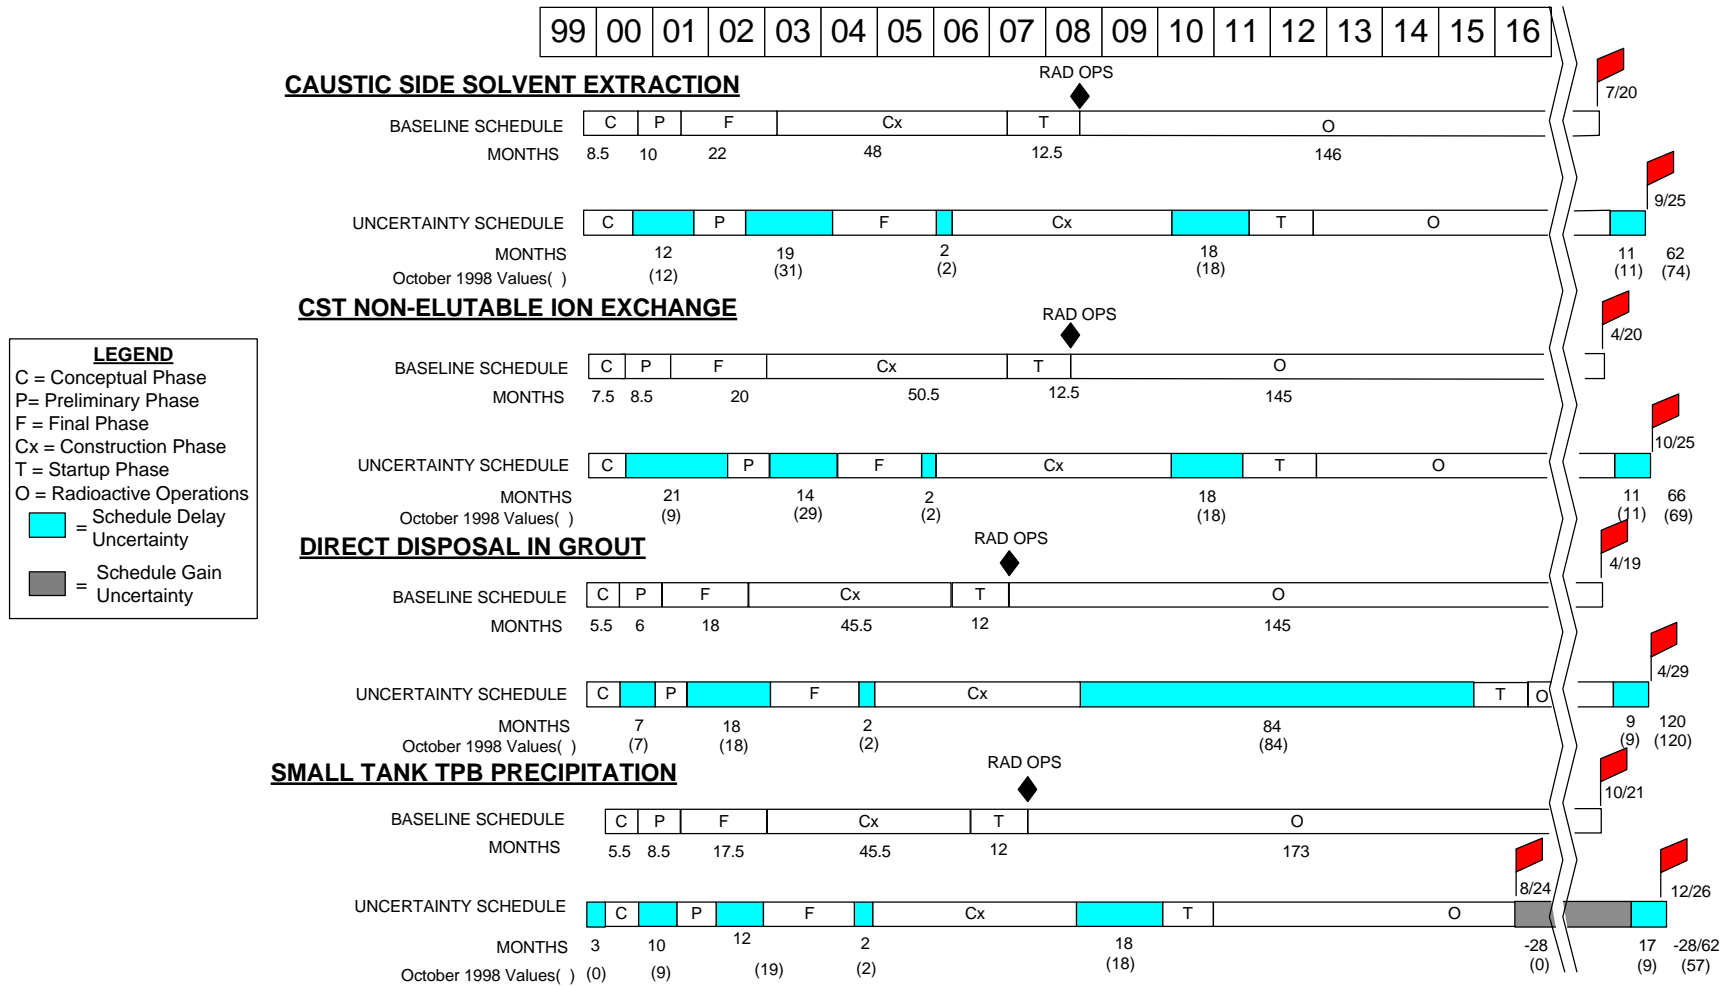 99 00 01 02 03 04 05 06 07 08 09 10 11 12 13 14 15 16
CAUSTIC SIDE SOLVENT EXTRACTION
RAD OPS
7/20
BASELINE SCHEDULE C P F Cx T O
MONTHS 8.5 10 22 48 12.5 146
9/25
UNCERTAINTY SCHEDULE C P F Cx T O
MONTHS 12 19 2 18 11 62
October 1998 Values( ) (12) (31) (2) (18) (11) (74)
CST NON-ELUTABLE ION EXCHANGE
RAD OPS
4/20
BASELINE SCHEDULE C P F Cx T O
MONTHS 7.5 8.5 20 50.5 12.5 145
10/25
UNCERTAINTY SCHEDULE C P F Cx T O
MONTHS 21 14 2 18 11 66
October 1998 Values( ) (9) (29) (2) (18) (11) (69)
LEGEND
C = Conceptual Phase
P= Preliminary Phase
F = Final Phase
Cx = Construction Phase
T = Startup Phase
O = Radioactive Operations
= Schedule Delay
Uncertainty
= Schedule Gain
Uncertainty
DIRECT DISPOSAL IN GROUT
RAD OPS
4/19
BASELINE SCHEDULE C P F Cx T O
MONTHS 5.5 6 18 45.5 12 145
4/29
UNCERTAINTY SCHEDULE C P F Cx T O
MONTHS 7 18 2 84 9 120
October 1998 Values( ) (7) (18) (2) (84) (9) (120)
SMALL TANK TPB PRECIPITATION
RAD OPS
10/21
BASELINE SCHEDULE C P F Cx T O
MONTHS 5.5 8.5 17.5 45.5 12 173
8/24 12/26
UNCERTAINTY SCHEDULE C P F Cx T O
MONTHS 3 10 12 2 18 -28 17 -28/62
October 1998 Values( ) (0) (9) (19) (2) (18) (0) (9) (57)